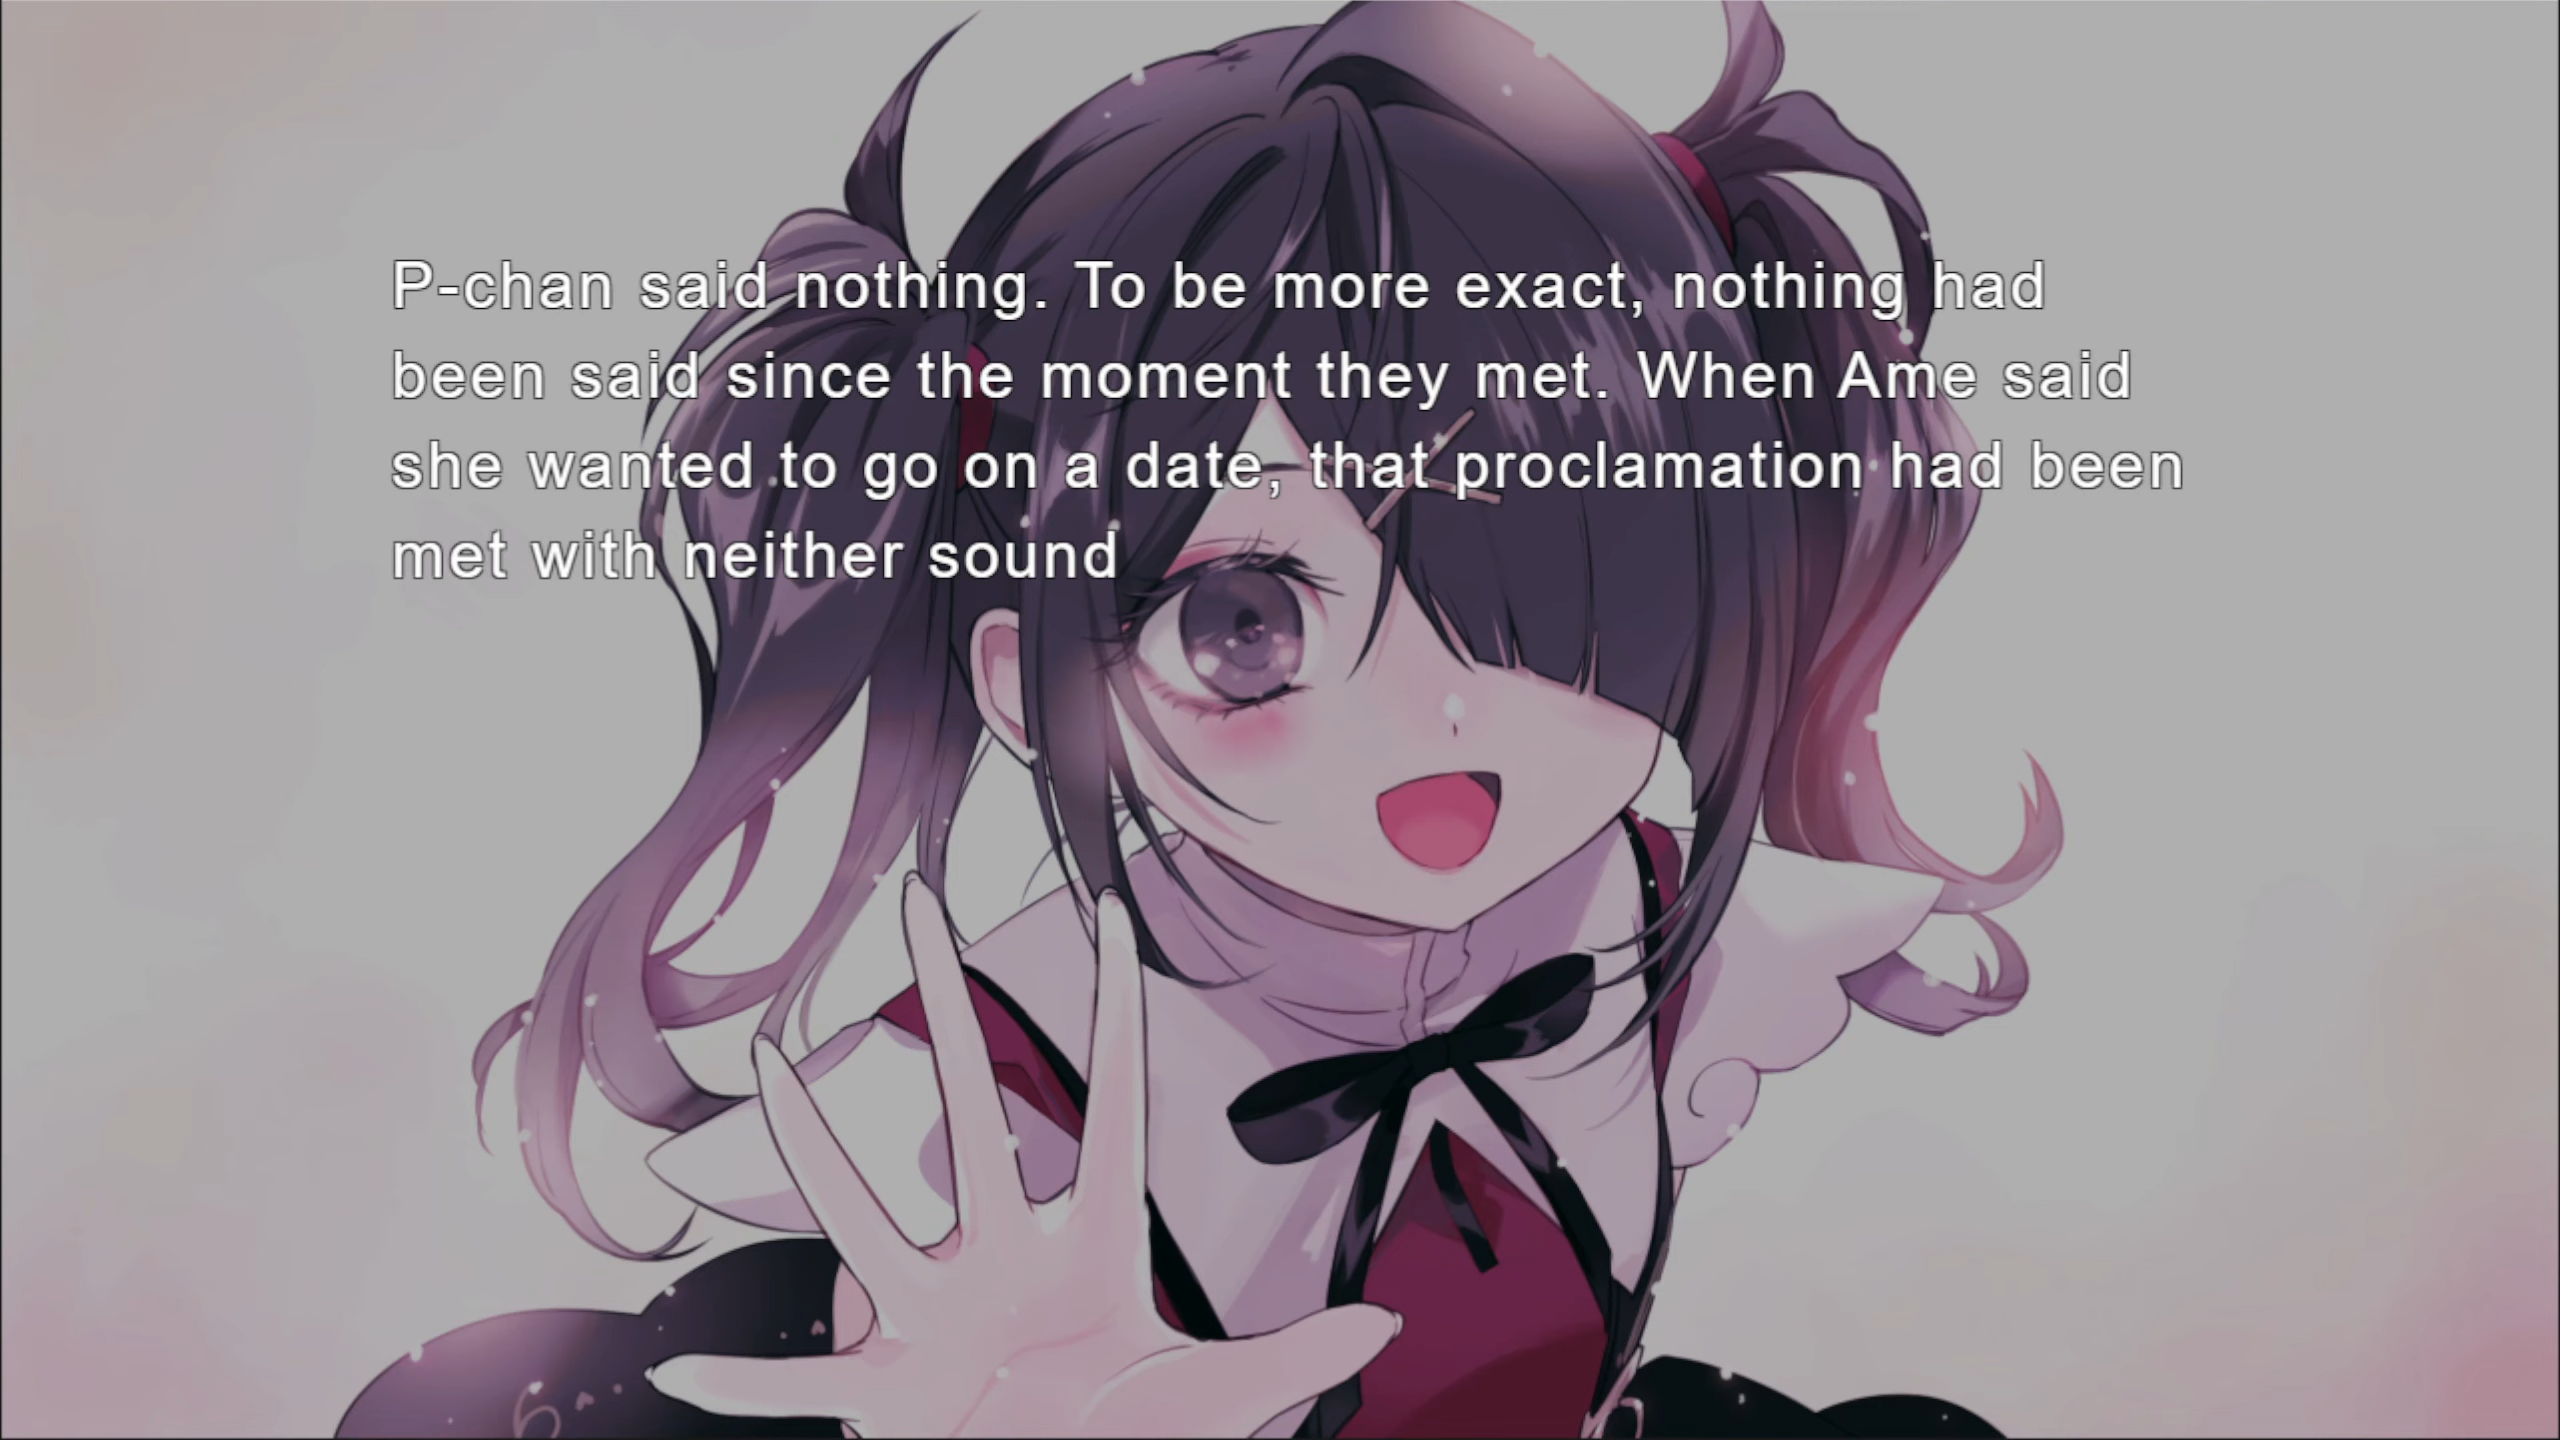 P-chan said nothing. To be more exact, nothing had
been said since the moment they met. When Ame said
she wanted to go on a date, that proclamation had been
met with neither sound